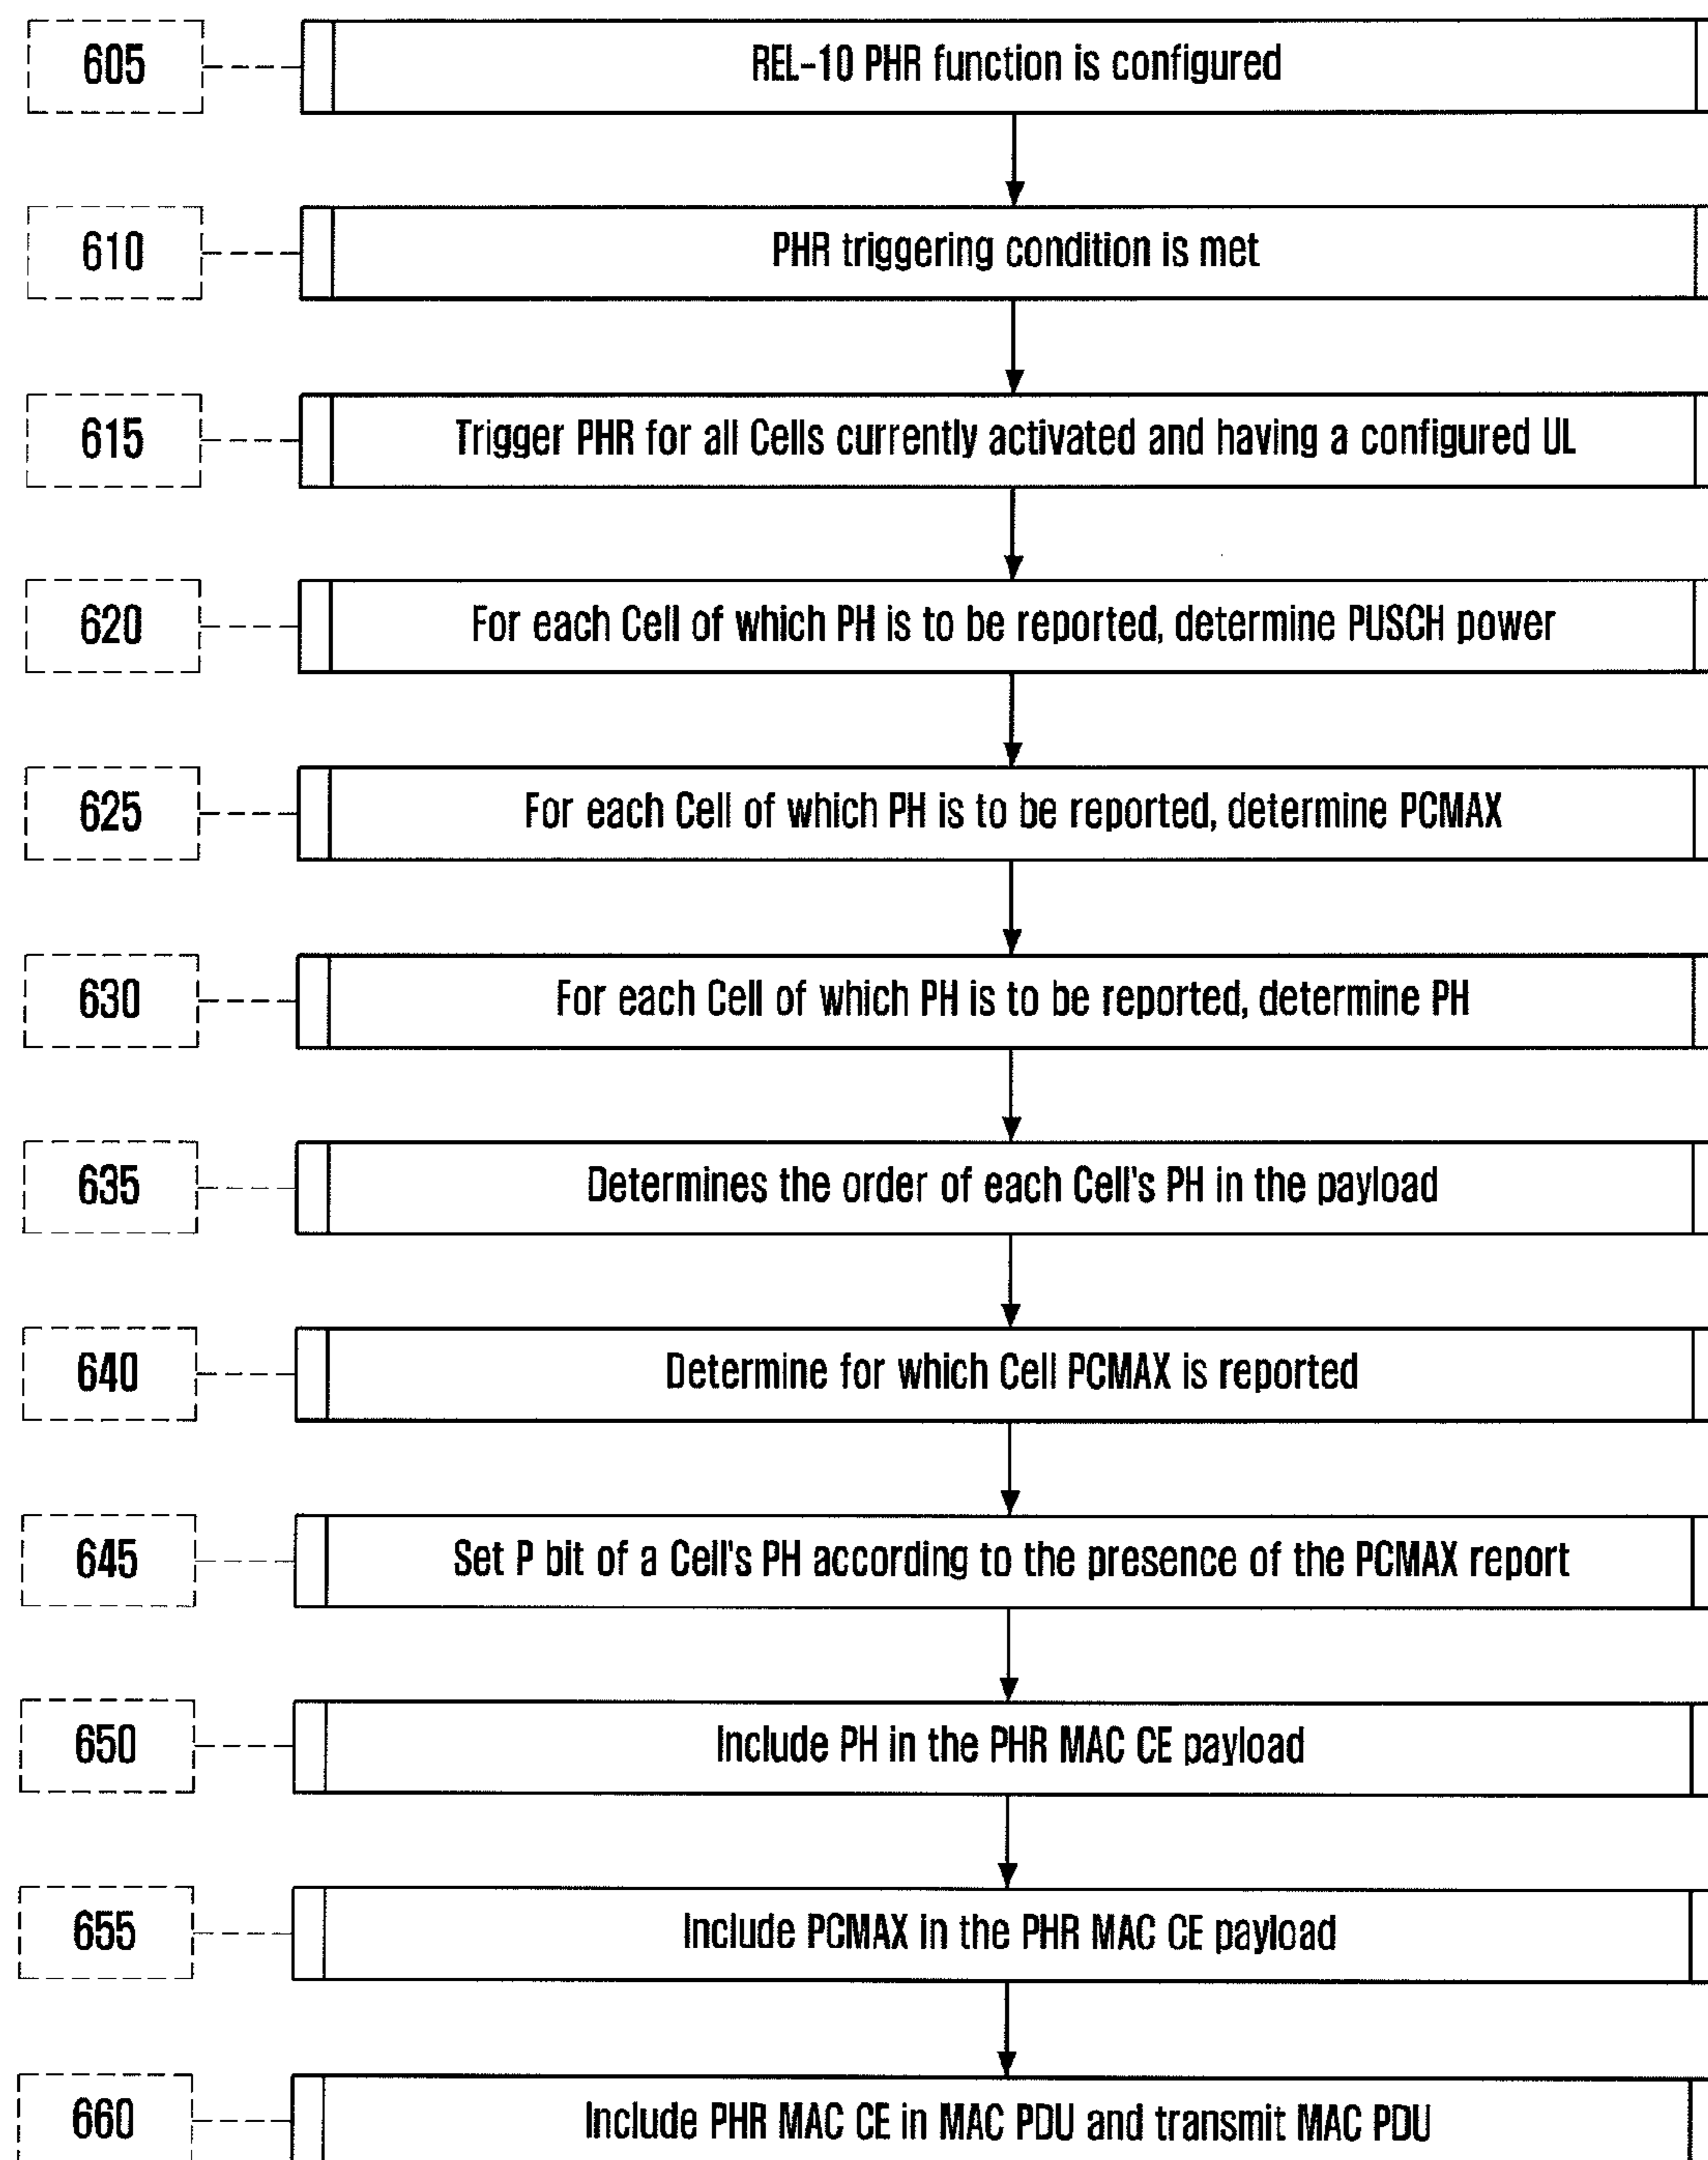 605 REL-10 PHR function is configured
610 PHR triggering condition is met
615 Trigger PHR for all Cells currently activated and having a configured UL
620 For each Cell of which PH is to be reported, determine PUSCH power
625 For each Cell of which PH is to be reported, determine PCMAX
630 For each Cell of which PH is to be reported, determine PH
635 Determines the order of each Cell's PH in the payload
640 Determine for which Cell PCMAX is reported
645 Set P bit of a Cell's PH according to the presence of the PCMAX report
650 Include PH in the PHR MAC CE payload
655 Include PCMAX in the PHR MAC CE payload
660 Include PHR MAC CE in MAC PDU and transmit MAC PDU